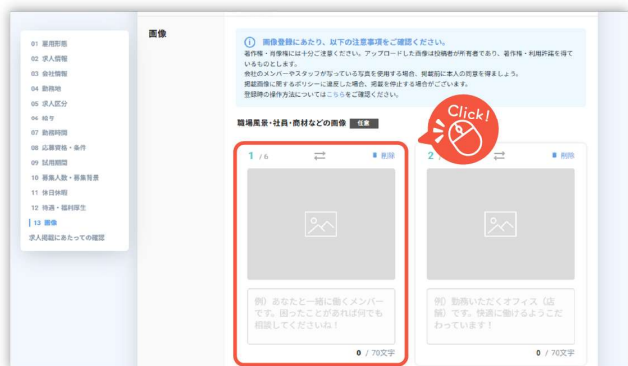 01 雇用形態
02 求人情報
03 会社情報
04 勤務地
05 求人区分
06 給与
07 勤務時間
08 応募資格・条件
09 試用期間
10 募集人数・募集背景
11 休日休暇
12 待遇・福利厚生
13 画像
求人掲載にあたっての確認
画像
画像登録にあたり、以下の注意事項をご確認ください。
著作権・肖像権には十分ご注意ください。アップロードした画像は投稿者が所有者であり、著作権・利用許諾を得て
いるものとします。
会社のメンバーやスタッフが写っている写真を使用する場合、掲載前に本人の同意を得ましょう。
掲載画像に関するポリシーに違反した場合、掲載を停止する場合がございます。
登録時の操作方法についてはこちらをご確認ください。
職場風景・社員・商材などの画像 任意
Click!
1 / 6 削除
2 削除
例）あなたと一緒に働くメンバー
です。困ったことがあれば何でも
相談してくださいね！
0 / 70文字
例）勤務いただくオフィス（店
舗）です。快適に働けるようこだ
わっています！
0 / 70文字